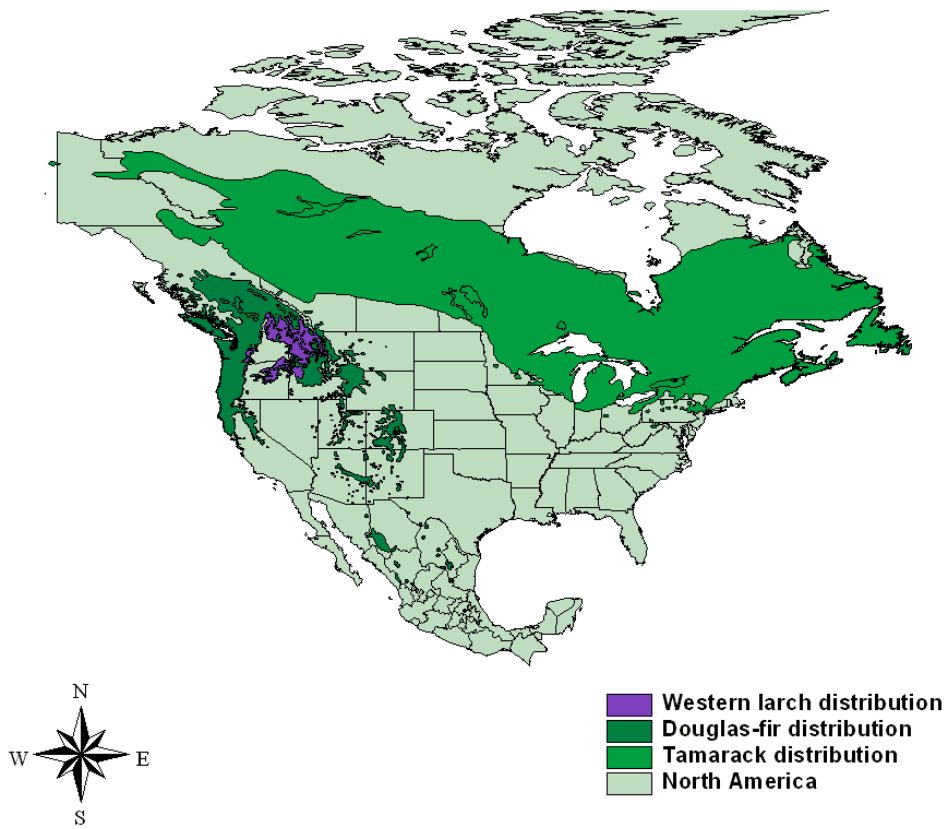 N
W
E
S
Western larch distribution
Douglas-fir distribution
Tamarack distribution
North America